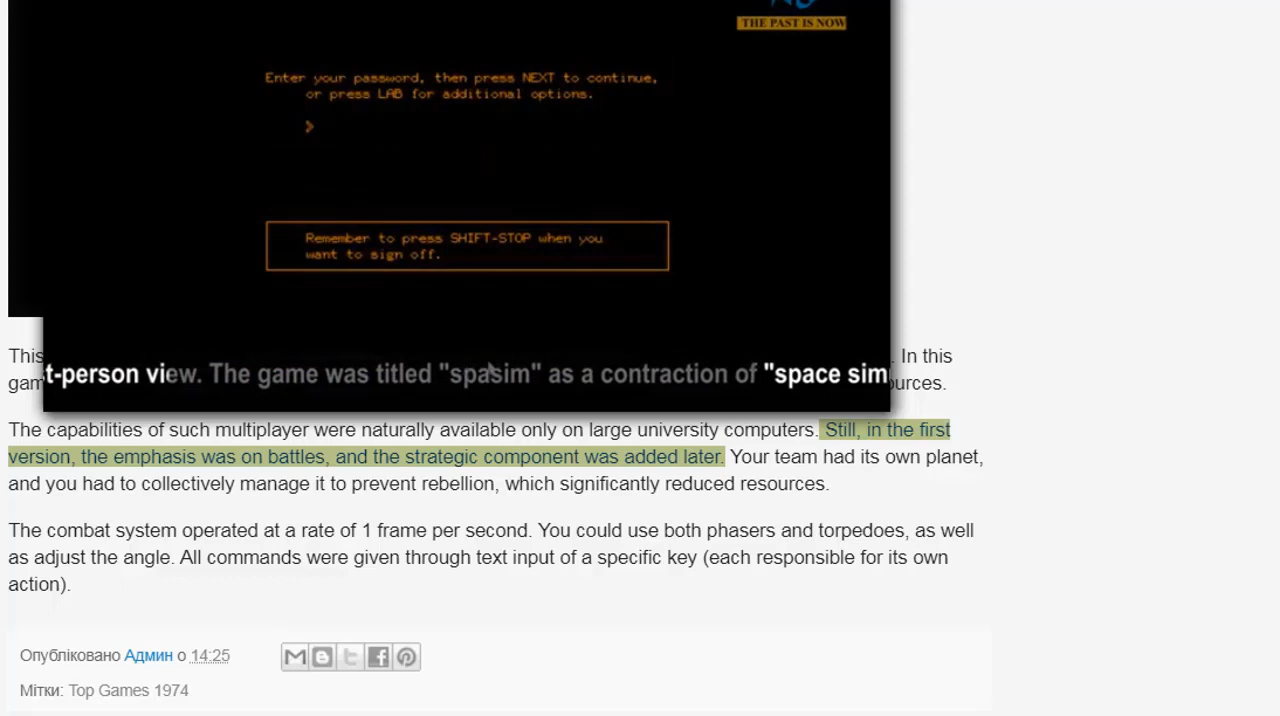 THE PAST IS NOW
Enter your password, then press NEXT to continue,
or press LAB for additional options.
>
Remember to press SHIFT-STOP when you
want to sign off.
This . In this
t-person view. The game was titled "spasim" as a contraction of "space sim
gam urces.
The capabilities of such multiplayer were naturally available only on large university computers. Still, in the first
version, the emphasis was on battles, and the strategic component was added later. Your team had its own planet,
and you had to collectively manage it to prevent rebellion, which significantly reduced resources.
The combat system operated at a rate of 1 frame per second. You could use both phasers and torpedoes, as well
as adjust the angle. All commands were given through text input of a specific key (each responsible for its own
action).
Опубліковано Админ о 14:25
Мітки: Top Games 1974